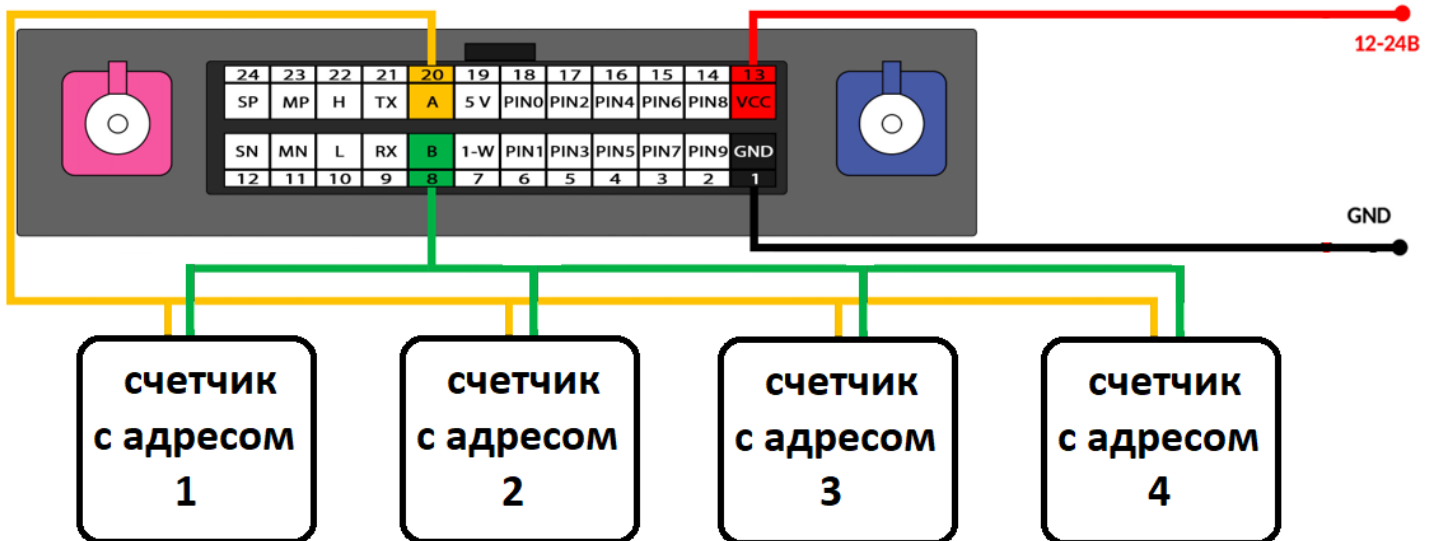 12-24В
24 23 22 21 20 19 18 17 16 15 14 13
SP MP H TX A 5 V PIN0 PIN2 PIN4 PIN6 PIN8 VCC
SN MN L RX B 1-W PIN1 PIN3 PIN5 PIN7 PIN9 GND
12 11 10 9 8 7 6 5 4 3 2 1
GND
счетчик
с адресом
1
счетчик
с адресом
2
счетчик
с адресом
3
счетчик
с адресом
4